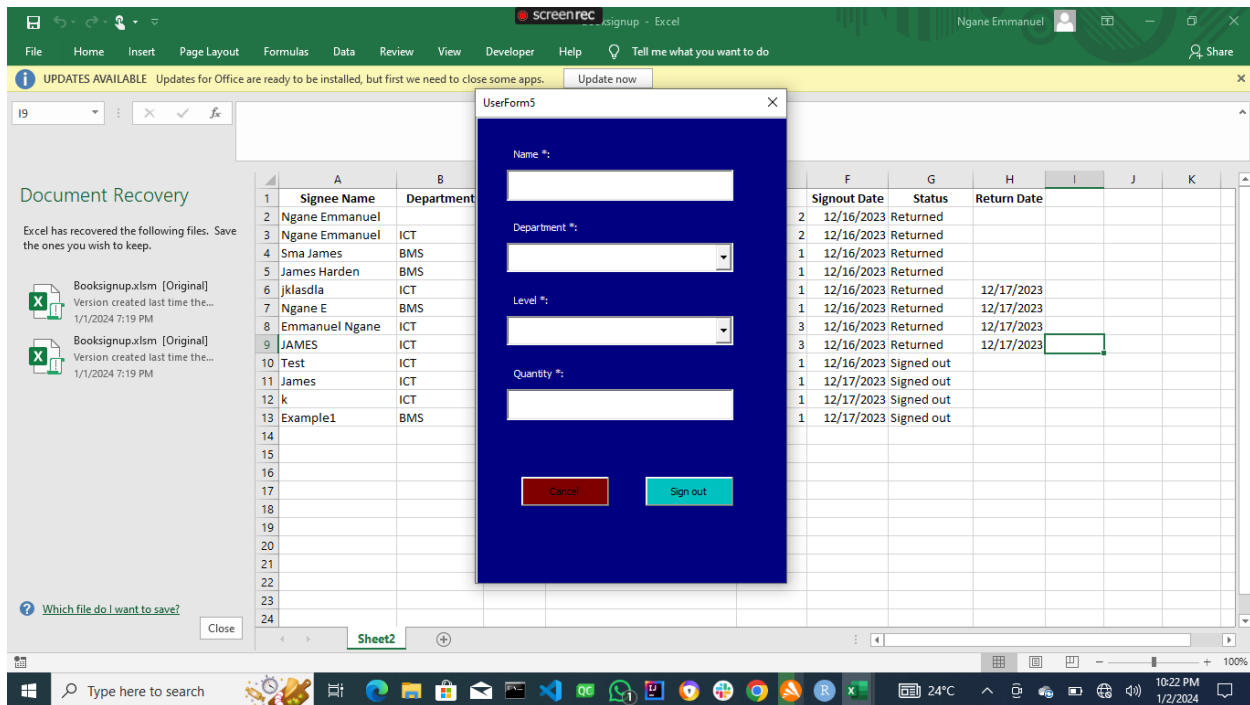 screenrec
ksignup - Excel
Ngane Emmanuel
File Home Insert Page Layout Formulas Data Review View Developer Help Tell me what you want to do
Share
UPDATES AVAILABLE Updates for Office are ready to be installed, but first we need to close some apps. Update now
I9 fx
UserForm5
Name *:
Department *:
Level *:
Quantity *:
Cancel Sign out
Document Recovery
Excel has recovered the following files. Save
the ones you wish to keep.
Booksignup.xlsm [Original]
Version created last time the...
1/1/2024 7:19 PM
Booksignup.xlsm [Original]
Version created last time the...
1/1/2024 7:19 PM
Which file do I want to save?
Close
A B F G H I J K
1 Signee Name Department Signout Date Status Return Date
2 Ngane Emmanuel 2 12/16/2023 Returned
3 Ngane Emmanuel ICT 2 12/16/2023 Returned
4 Sma James BMS 1 12/16/2023 Returned
5 James Harden BMS 1 12/16/2023 Returned
6 jklasdla ICT 1 12/16/2023 Returned 12/17/2023
7 Ngane E BMS 1 12/16/2023 Returned 12/17/2023
8 Emmanuel Ngane ICT 3 12/16/2023 Returned 12/17/2023
9 JAMES ICT 3 12/16/2023 Returned 12/17/2023
10 Test ICT 1 12/16/2023 Signed out
11 James ICT 1 12/17/2023 Signed out
12 k ICT 1 12/17/2023 Signed out
13 Example1 BMS 1 12/17/2023 Signed out
14
15
16
17
18
19
20
21
22
23
24
Sheet2
100%
Type here to search
24°C
10:22 PM
1/2/2024